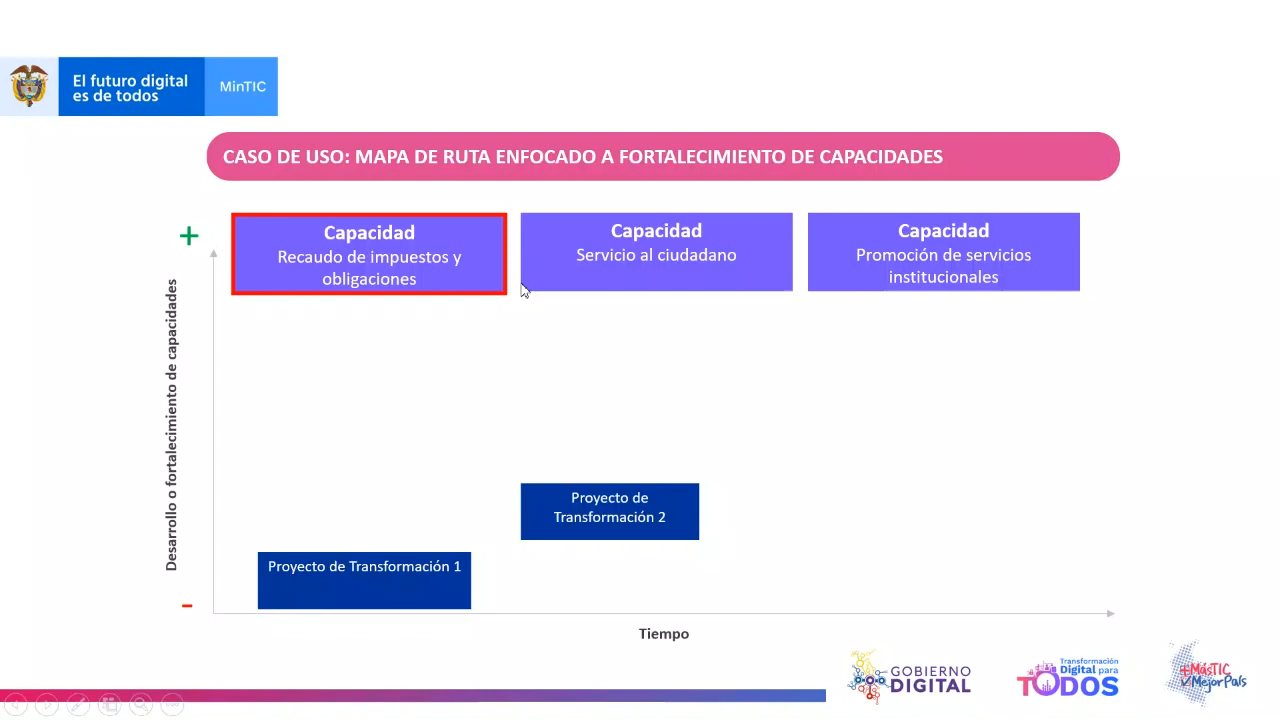 El futuro digital
es de todos
MinTIC
CASO DE USO: MAPA DE RUTA ENFOCADO A FORTALECIMIENTO DE CAPACIDADES
+
Capacidad
Recaudo de impuestos y
obligaciones
Capacidad
Servicio al ciudadano
Capacidad
Promoción de servicios
institucionales
Desarrollo o fortalecimiento de capacidades
Proyecto de
Transformación 2
Proyecto de Transformación 1
-
Tiempo
GOBIERNO
DIGITAL
Transformación
Digital para
TODOS
+MásTIC
✓MejorPaís